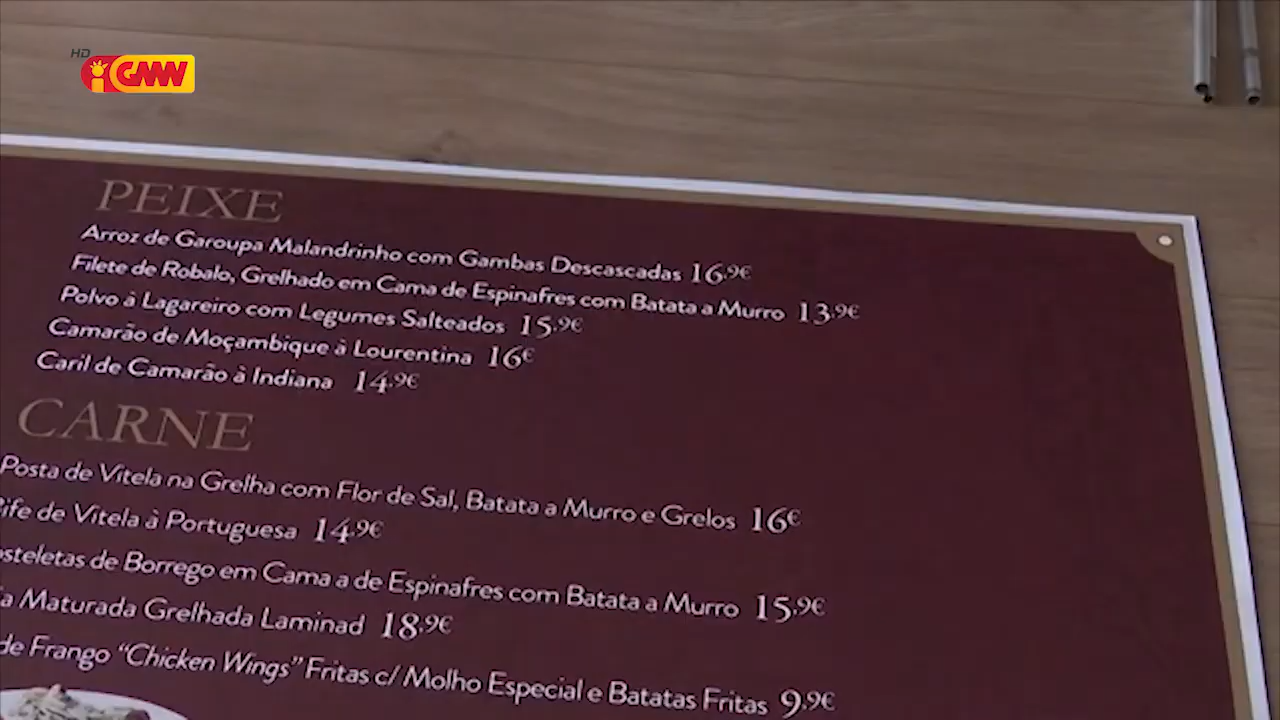 HD
GMW
PEIXE
Arroz de Garoupa Malandrinho com Gambas Descascadas 16.9€
Filete de Robalo, Grelhado em Cama de Espinafres com Batata a Murro 13.9€
Polvo à Lagareiro com Legumes Salteados 15.9€
Camarão de Moçambique à Lourentina 16€
Caril de Camarão à Indiana 14.9€
CARNE
Posta de Vitela na Grelha com Flor de Sal, Batata a Murro e Grelos 16€
ife de Vitela à Portuguesa 14.9€
osteletas de Borrego em Cama a de Espinafres com Batata a Murro 15.9€
a Maturada Grelhada Laminad 18.9€
de Frango “Chicken Wings” Fritas c/ Molho Especial e Batatas Fritas 9.9€